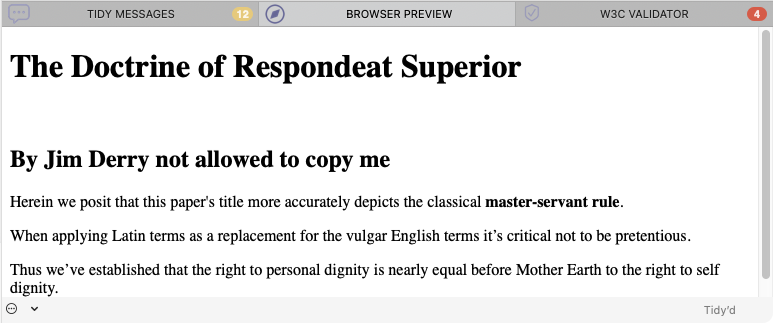 TIDY MESSAGES 12 BROWSER PREVIEW W3C VALIDATOR 4
The Doctrine of Respondeat Superior
By Jim Derry not allowed to copy me
Herein we posit that this paper's title more accurately depicts the classical master-servant rule.
When applying Latin terms as a replacement for the vulgar English terms it’s critical not to be pretentious.
Thus we’ve established that the right to personal dignity is nearly equal before Mother Earth to the right to self
dignity.
Tidy’d